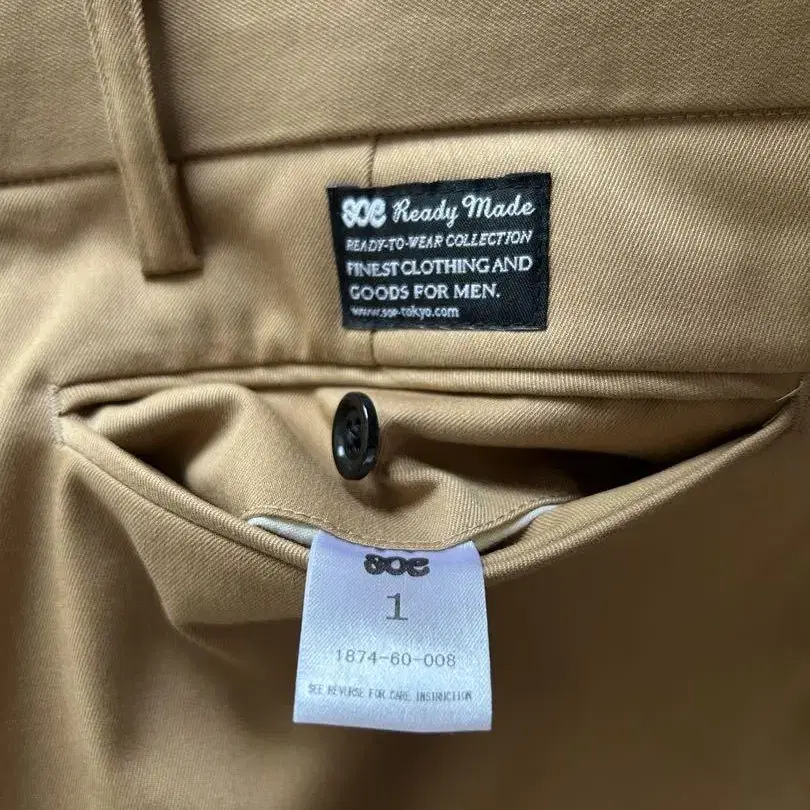 soe Ready Made
READY-TO-WEAR COLLECTION
FINEST CLOTHING AND
GOODS FOR MEN.
www.soe-tokyo.com
soe
1
1874-60-008
SEE REVERSE FOR CARE INSTRUCTION